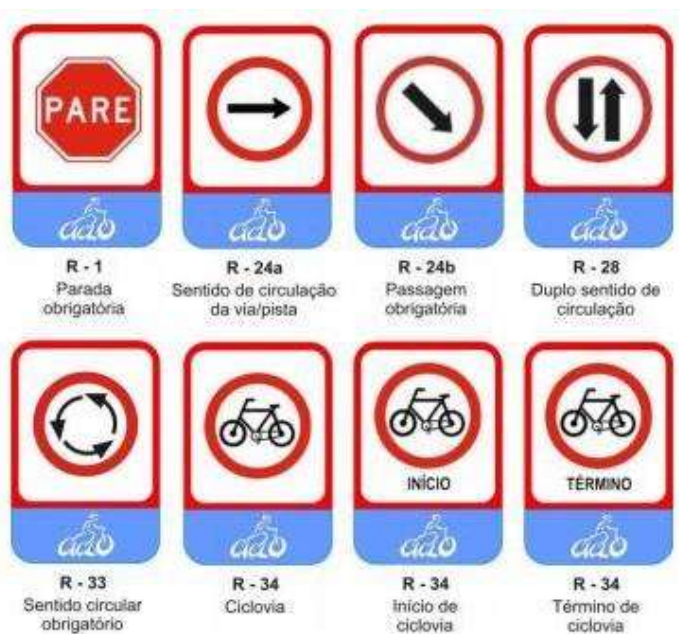 PARE
R - 1
Parada
obrigatória
R - 24a
Sentido de circulação
da via/pista
R - 24b
Passagem
obrigatória
R - 28
Duplo sentido de
circulação
R - 33
Sentido circular
obrigatório
R - 34
Ciclovia
INÍCIO
R - 34
Início de
ciclovia
TÉRMINO
R - 34
Término de
ciclovia